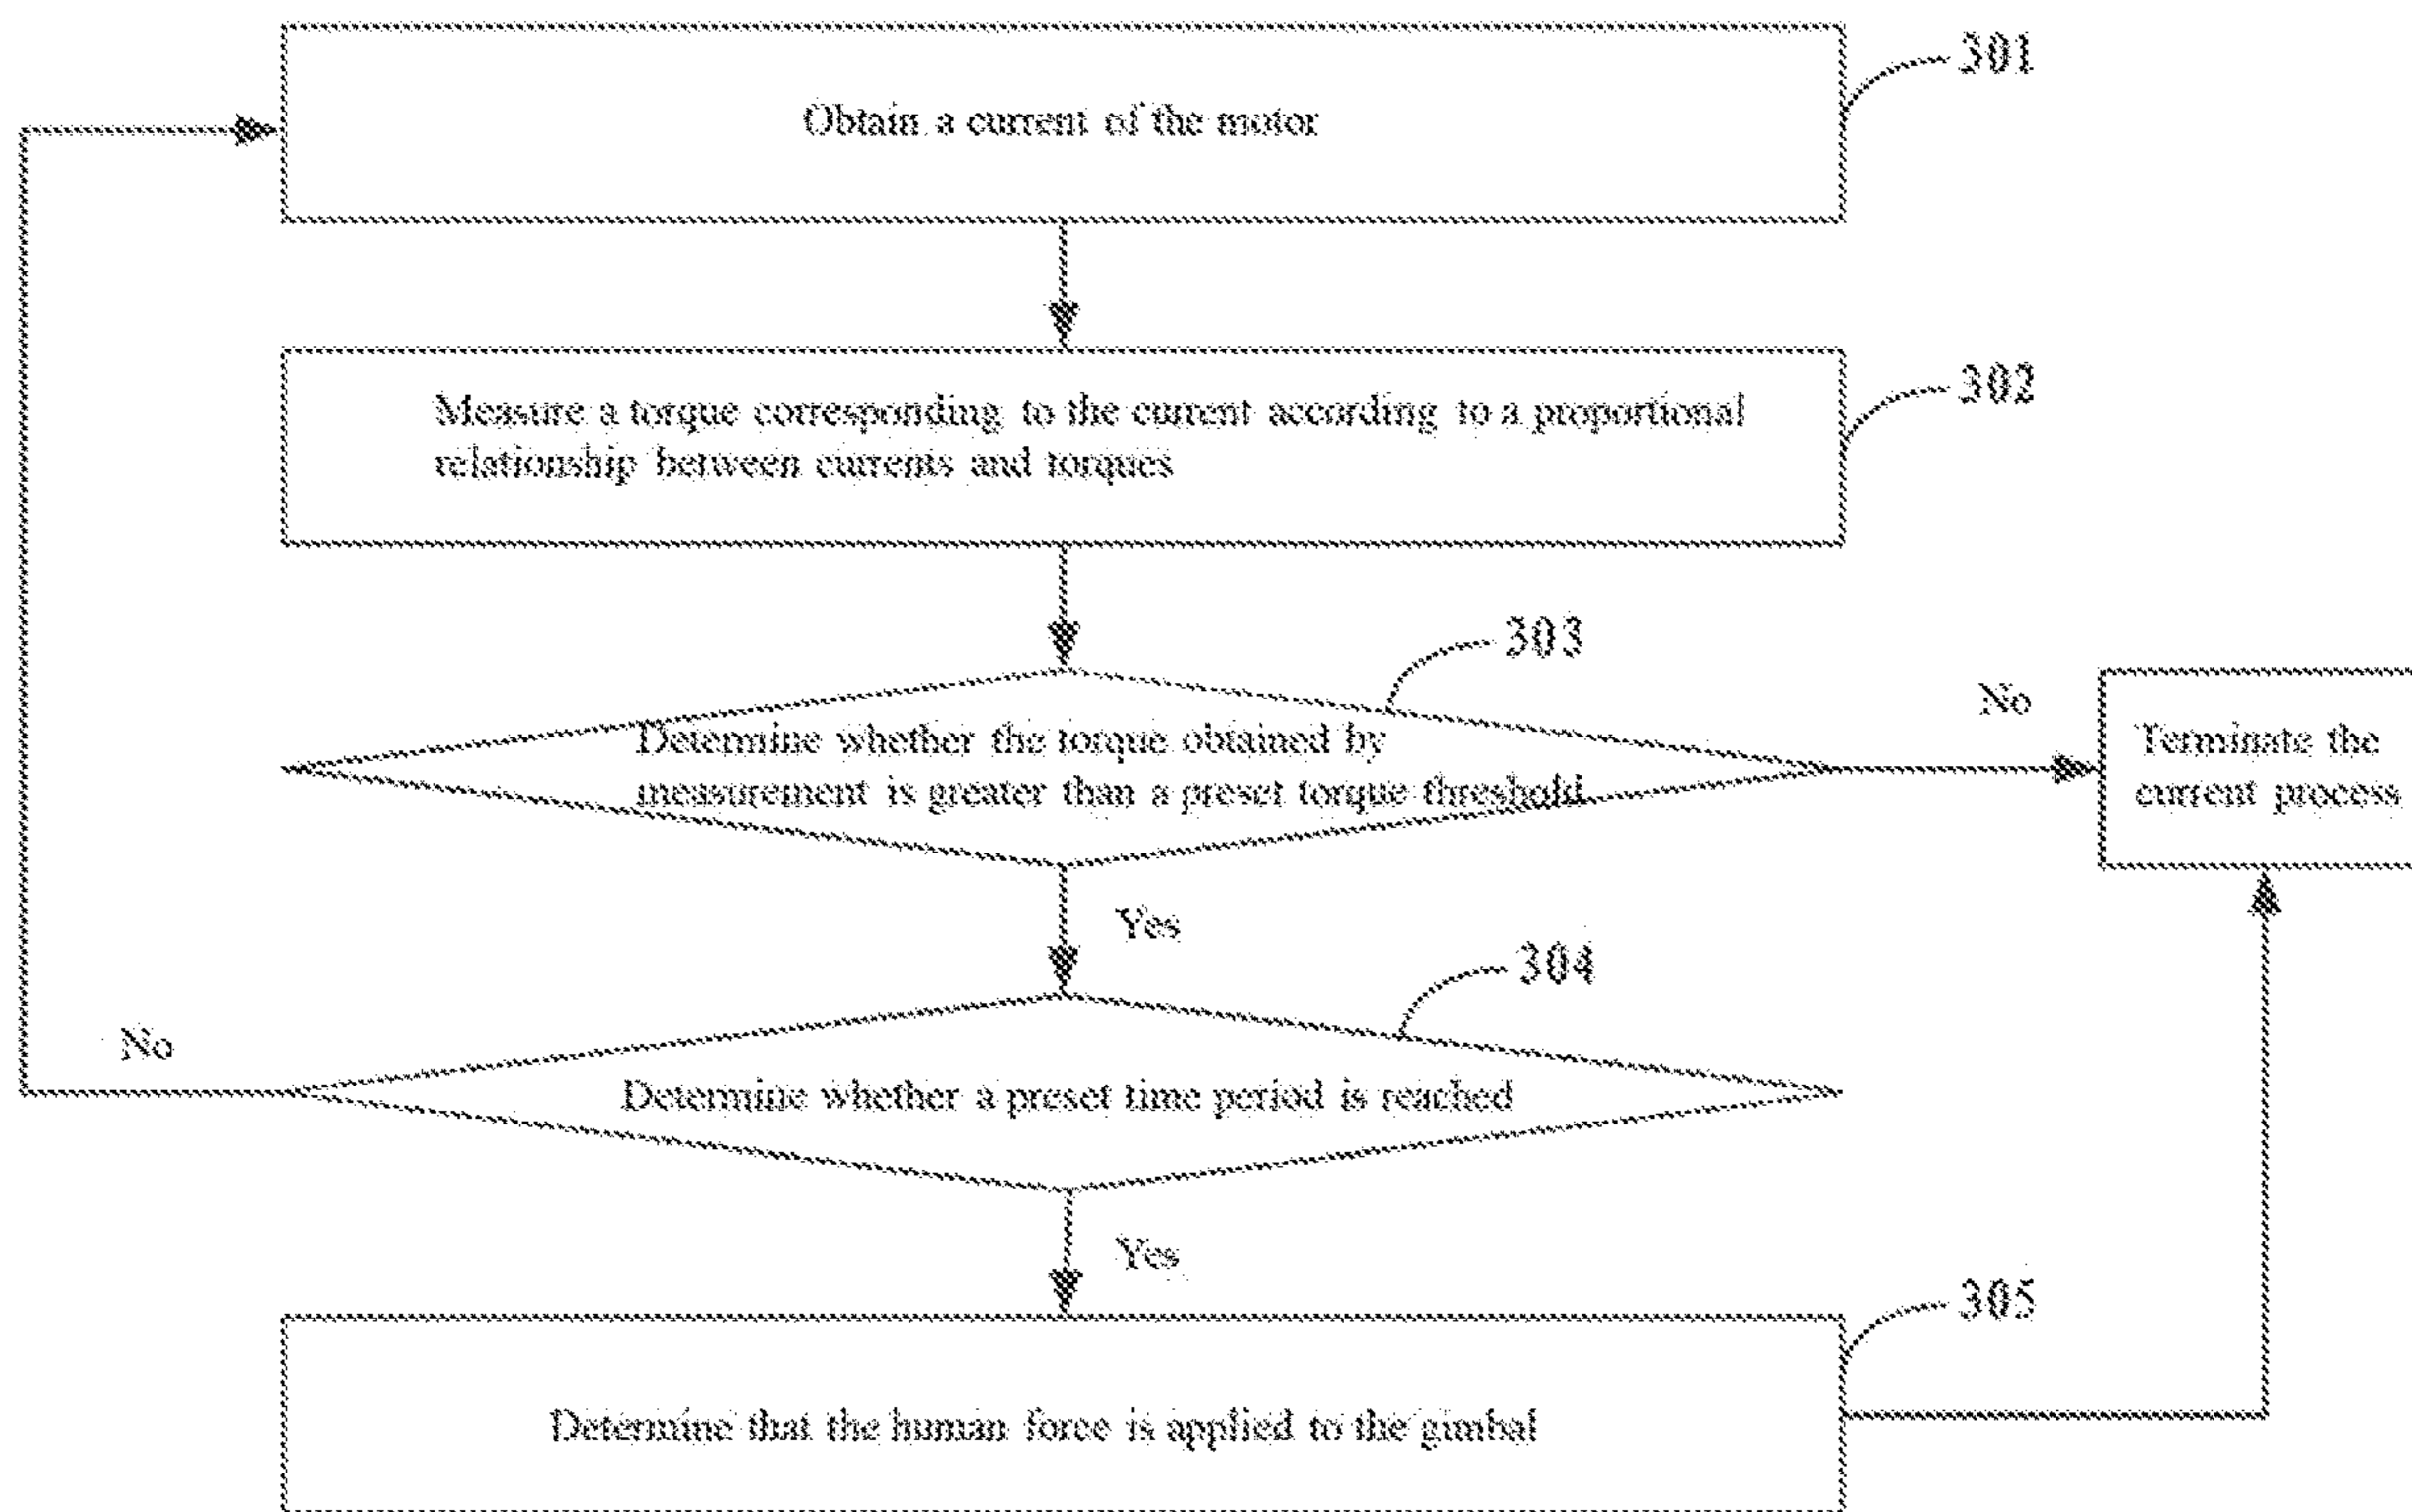 301
Obtain a current of the motor
302
Measure a torque corresponding to the current according to a proportional
relationship between currents and torques
303
Determine whether the torque obtained by
measurement is greater than a preset torque threshold
No
Terminate the
current process
Yes
304
No
Determine whether a preset time period is reached
Yes
305
Determine that the human force is applied to the gimbal